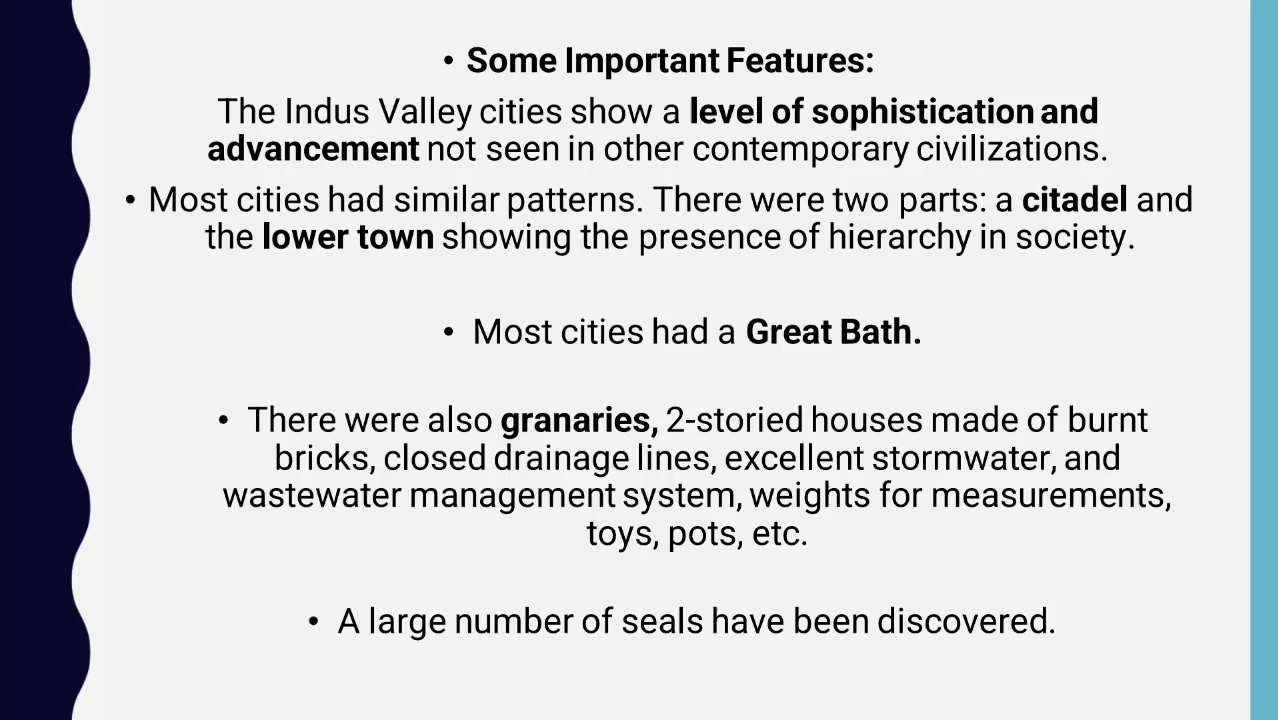 • Some Important Features:
The Indus Valley cities show a level of sophistication and
advancement not seen in other contemporary civilizations.
• Most cities had similar patterns. There were two parts: a citadel and
the lower town showing the presence of hierarchy in society.
• Most cities had a Great Bath.
• There were also granaries, 2-storied houses made of burnt
bricks, closed drainage lines, excellent stormwater, and
wastewater management system, weights for measurements,
toys, pots, etc.
• A large number of seals have been discovered.